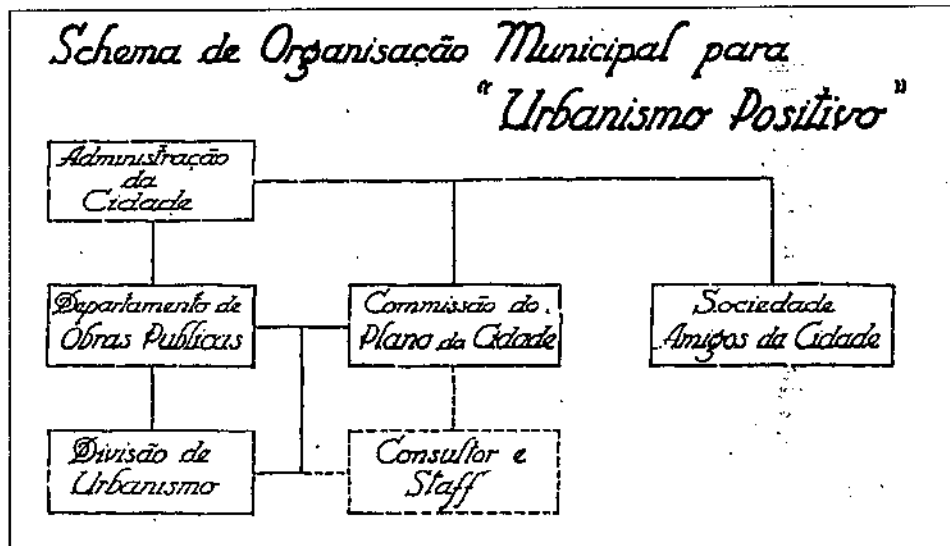 Schema de Organisação Municipal para
"Urbanismo Positivo"
Administração
da
Cidade
Departamento de
Obras Publicas
Commissão do
Plano da Cidade
Sociedade
Amigos da Cidade
Divisão de
Urbanismo
Consultor e
Staff